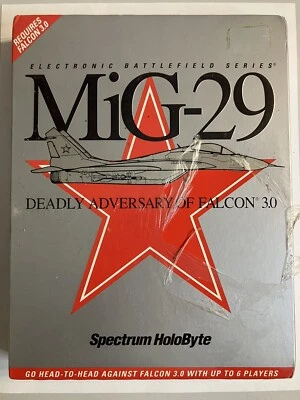 REQUIRES
FALCON 3.0
ELECTRONIC BATTLEFIELD SERIES®
MiG-29
DEADLY ADVERSARY OF FALCON® 3.0
Spectrum HoloByte
GO HEAD-TO-HEAD AGAINST FALCON 3.0 WITH UP TO 6 PLAYERS